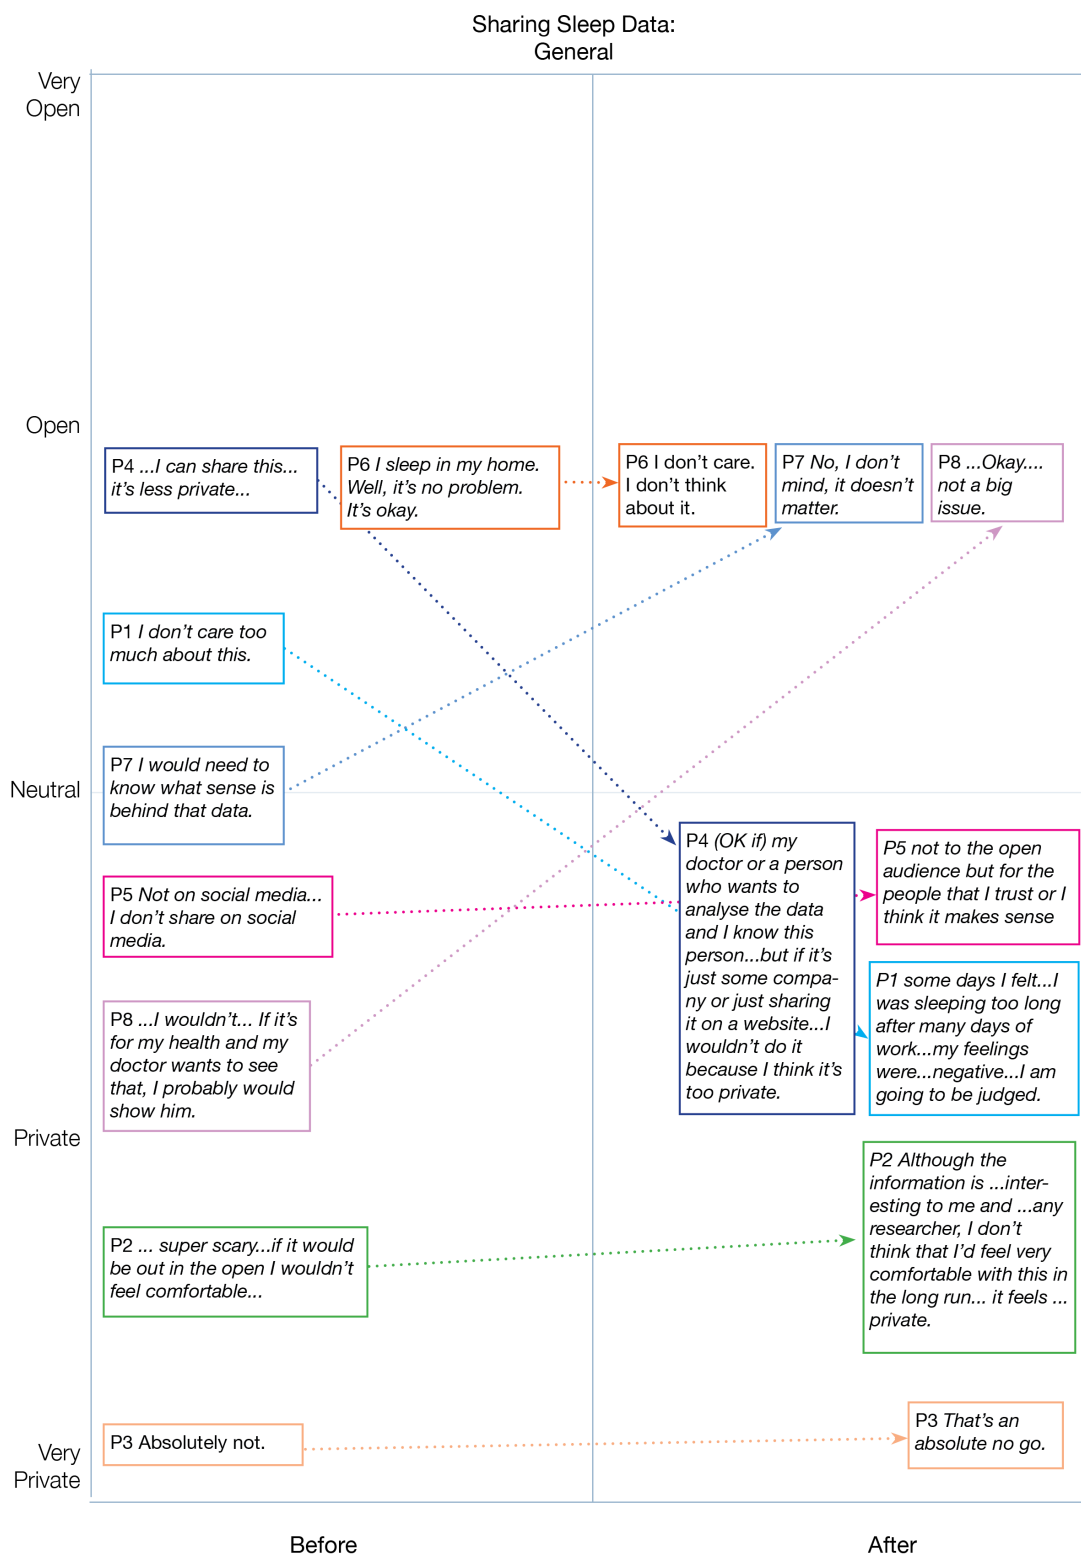 Sharing Sleep Data:
General
Very
Open
Open
P4 ...I can share this...
it’s less private...
P6 I sleep in my home.
Well, it’s no problem.
It’s okay.
P6 I don’t care.
I don’t think
about it.
P7 No, I don’t
mind, it doesn’t
matter.
P8 ...Okay....
not a big
issue.
P1 I don’t care too
much about this.
P7 I would need to
know what sense is
behind that data.
Neutral
P5 Not on social media...
I don’t share on social
media.
P4 (OK if) my
doctor or a person
who wants to
analyse the data
and I know this
person...but if it’s
just some compa-
ny or just sharing
it on a website...I
wouldn’t do it
because I think it’s
too private.
P5 not to the open
audience but for the
people that I trust or I
think it makes sense
P8 ...I wouldn’t... If it’s
for my health and my
doctor wants to see
that, I probably would
show him.
P1 some days I felt...I
was sleeping too long
after many days of
work...my feelings
were...negative...I am
going to be judged.
Private
P2 ... super scary...if it would
be out in the open I wouldn’t
feel comfortable...
P2 Although the
information is ...inter-
esting to me and ...any
researcher, I don’t
think that I’d feel very
comfortable with this in
the long run... it feels ...
private.
P3 Absolutely not.
P3 That’s an
absolute no go.
Very
Private
Before
After